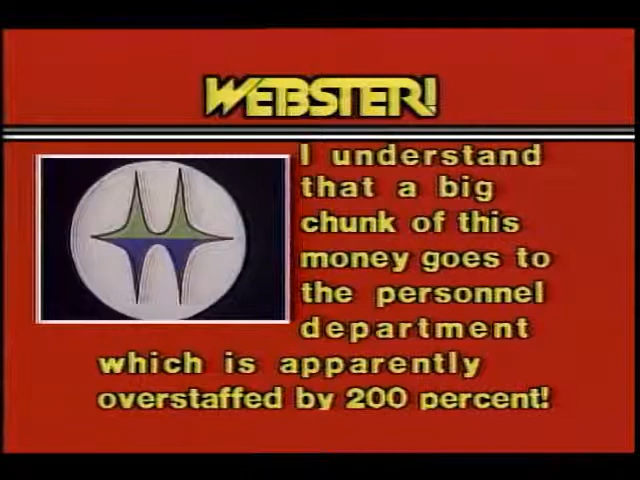 WEBSTER!
I understand
that a big
chunk of this
money goes to
the personnel
department
which is apparently
overstaffed by 200 percent!